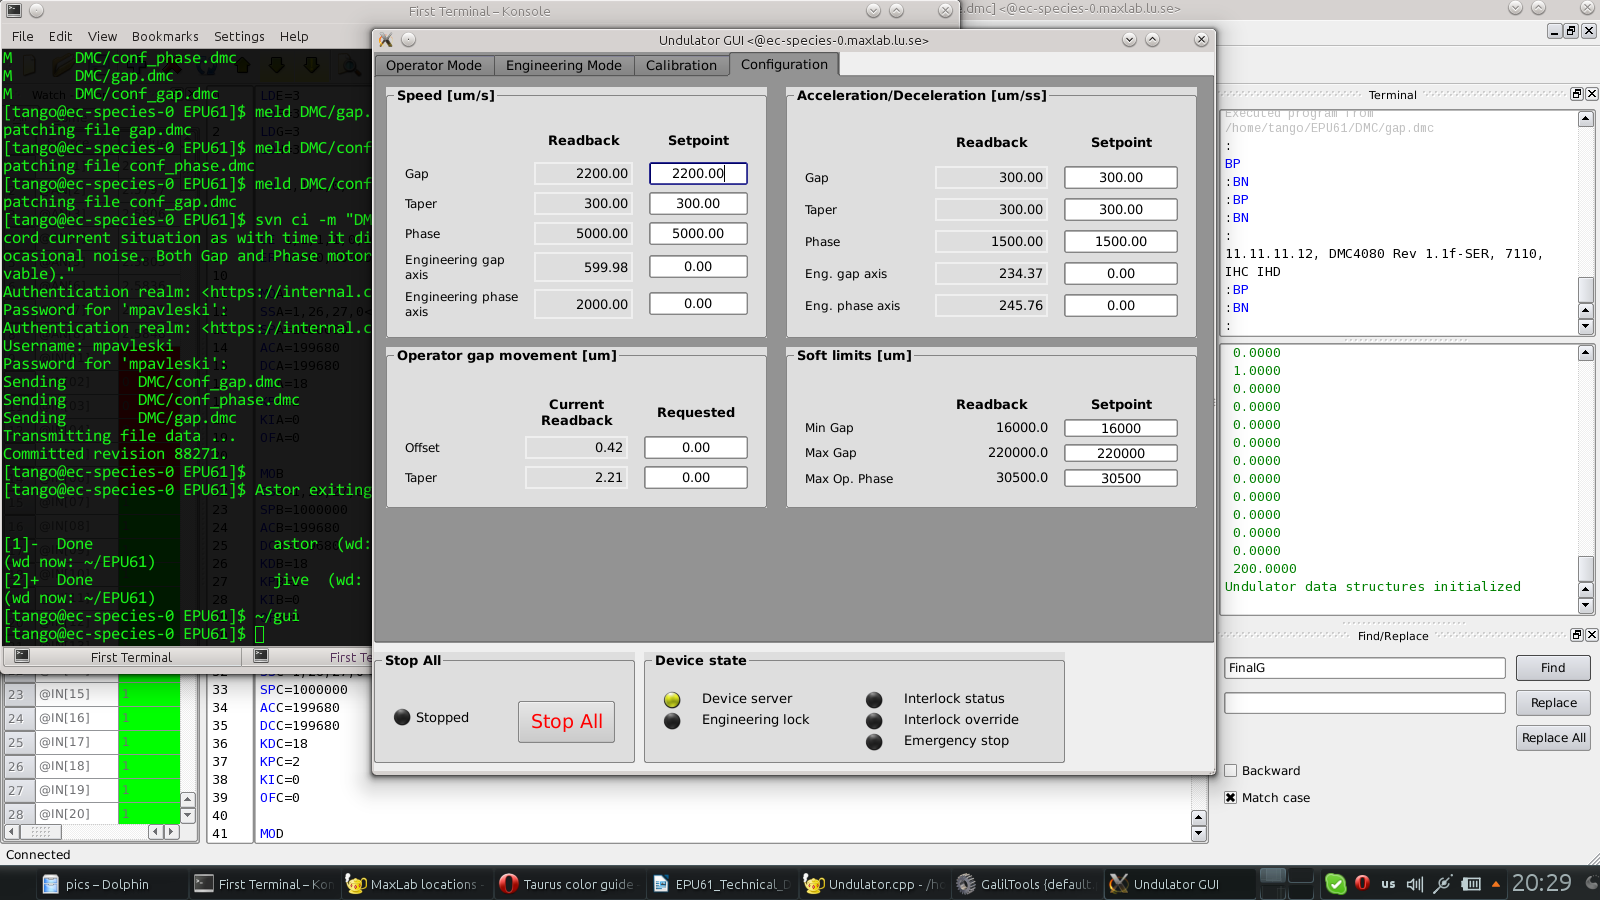 First Terminal – Konsole
.dmc] <@ec-species-0.maxlab.lu.se>
File Edit View Bookmarks Settings Help
M DMC/conf_phase.dmc
M DMC/gap.dmc
M DMC/conf_gap.dmc
[tango@ec-species-0 EPU61]$ meld DMC/gap.
patching file gap.dmc
[tango@ec-species-0 EPU61]$ meld DMC/conf
patching file conf_phase.dmc
[tango@ec-species-0 EPU61]$ meld DMC/conf
patching file conf_gap.dmc
[tango@ec-species-0 EPU61]$ svn ci -m "DM
cord current situation as with time it di
ocasional noise. Both Gap and Phase motor
vable)."
Authentication realm: <https://internal.c
Password for 'mpavleski':
Authentication realm: <https://internal.c
Username: mpavleski
Password for 'mpavleski':
Sending DMC/conf_gap.dmc
Sending DMC/conf_phase.dmc
Sending DMC/gap.dmc
Transmitting file data ...
Committed revision 88271.
[tango@ec-species-0 EPU61]$
[tango@ec-species-0 EPU61]$ Astor exiting
[1]- Done astor (wd:
(wd now: ~/EPU61)
[2]+ Done jive (wd:
(wd now: ~/EPU61)
[tango@ec-species-0 EPU61]$ ~/gui
[tango@ec-species-0 EPU61]$
First Terminal
First Te
Undulator GUI <@ec-species-0.maxlab.lu.se>
Operator Mode
Engineering Mode
Calibration
Configuration
Speed [um/s]
Readback Setpoint
Gap 2200.00 2200.00
Taper 300.00 300.00
Phase 5000.00 5000.00
Engineering gap axis 599.98 0.00
Engineering phase axis 2000.00 0.00
Acceleration/Deceleration [um/ss]
Readback Setpoint
Gap 300.00 300.00
Taper 300.00 300.00
Phase 1500.00 1500.00
Eng. gap axis 234.37 0.00
Eng. phase axis 245.76 0.00
Operator gap movement [um]
Current Readback Requested
Offset 0.42 0.00
Taper 2.21 0.00
Soft limits [um]
Readback Setpoint
Min Gap 16000.0 16000
Max Gap 220000.0 220000
Max Op. Phase 30500.0 30500
Stop All
Stopped
Stop All
Device state
Device server
Engineering lock
Interlock status
Interlock override
Emergency stop
Terminal
Executed program from
/home/tango/EPU61/DMC/gap.dmc
:
BP
:BN
:BP
:BN
:
11.11.11.12, DMC4080 Rev 1.1f-SER, 7110,
IHC IHD
:BP
:BN
:
0.0000
1.0000
0.0000
0.0000
0.0000
0.0000
0.0000
0.0000
0.0000
0.0000
0.0000
0.0000
200.0000
Undulator data structures initialized
Find/Replace
FinalG
Find
Replace
Replace All
Backward
Match case
23 @IN[15] 1
24 @IN[16] 1
25 @IN[17] 1
26 @IN[18] 1
27 @IN[19] 1
28 @IN[20] 1
33 SPC=1000000
34 ACC=199680
35 DCC=199680
36 KDC=18
37 KPC=2
38 KIC=0
39 OFC=0
40
41 MOD
Connected
pics – Dolphin
First Terminal – Kon
MaxLab locations -
Taurus color guide
EPU61_Technical_D
Undulator.cpp – /ho
GalilTools {default
Undulator GUI
us
20:29